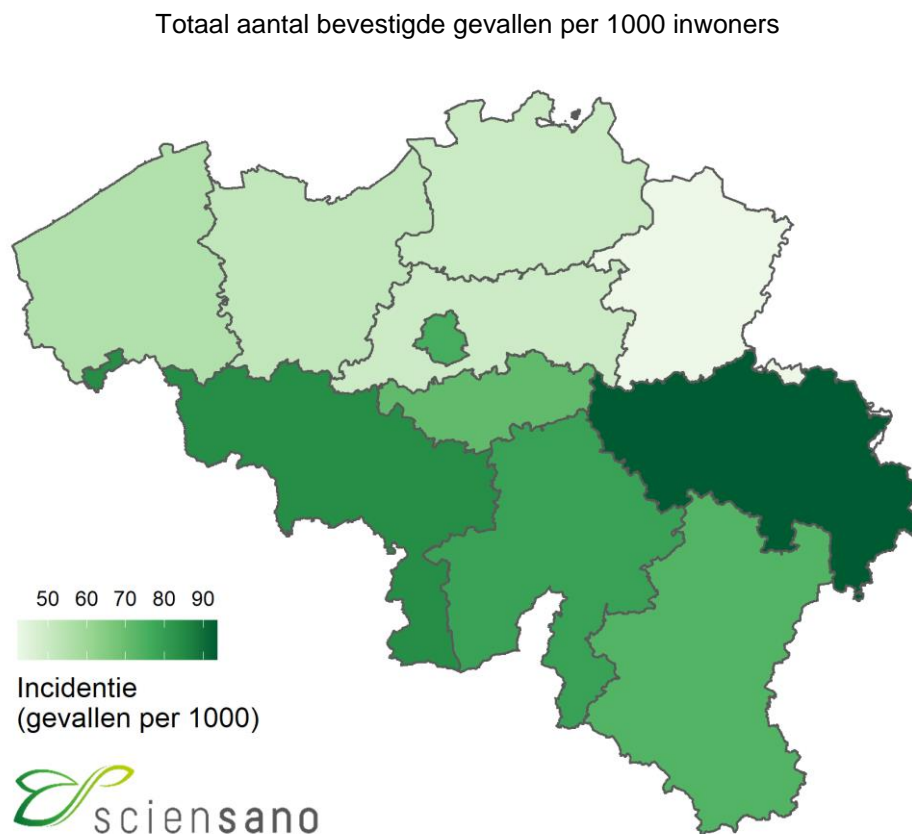 Totaal aantal bevestigde gevallen per 1000 inwoners
50 60 70 80 90
Incidentie
(gevallen per 1000)
sciensano